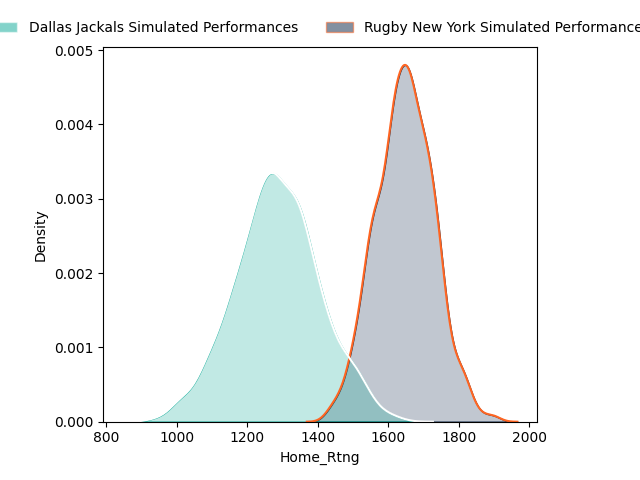 Dallas Jackals Simulated Performances Rugby New York Simulated Performance
0.005
0.004
0.003
0.002
0.001
0.000
Density
800 1000 1200 1400 1600 1800 2000
Home_Rtng